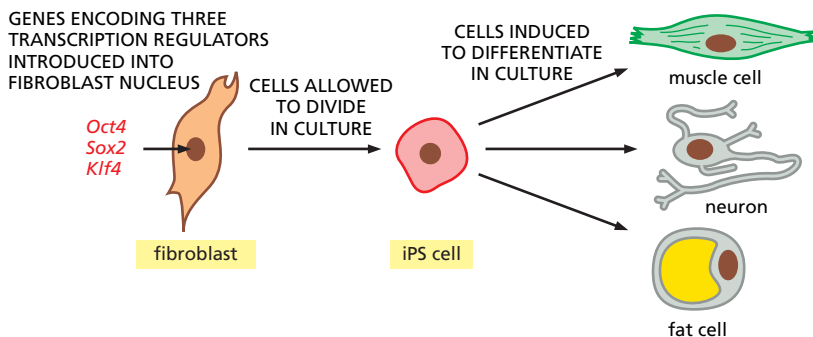 GENES ENCODING THREE
TRANSCRIPTION REGULATORS
INTRODUCED INTO
FIBROBLAST NUCLEUS
Oct4
Sox2
Klf4
CELLS ALLOWED
TO DIVIDE
IN CULTURE
CELLS INDUCED
TO DIFFERENTIATE
IN CULTURE
fibroblast
iPS cell
muscle cell
neuron
fat cell